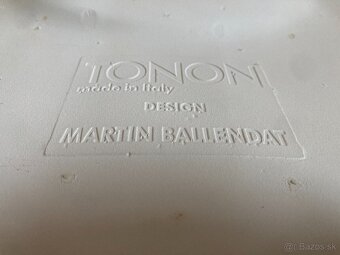 TONON
made in Italy
DESIGN
MARTIN BALLENDAT
@ Bazos.sk